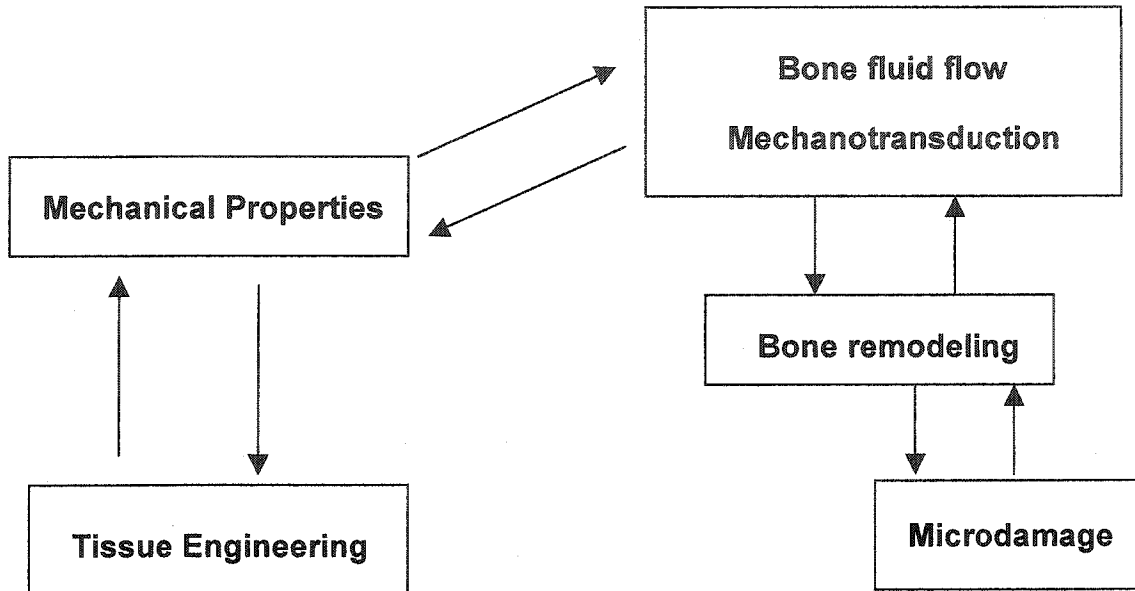 Bone fluid flow
Mechanotransduction
Mechanical Properties
Bone remodeling
Tissue Engineering
Microdamage